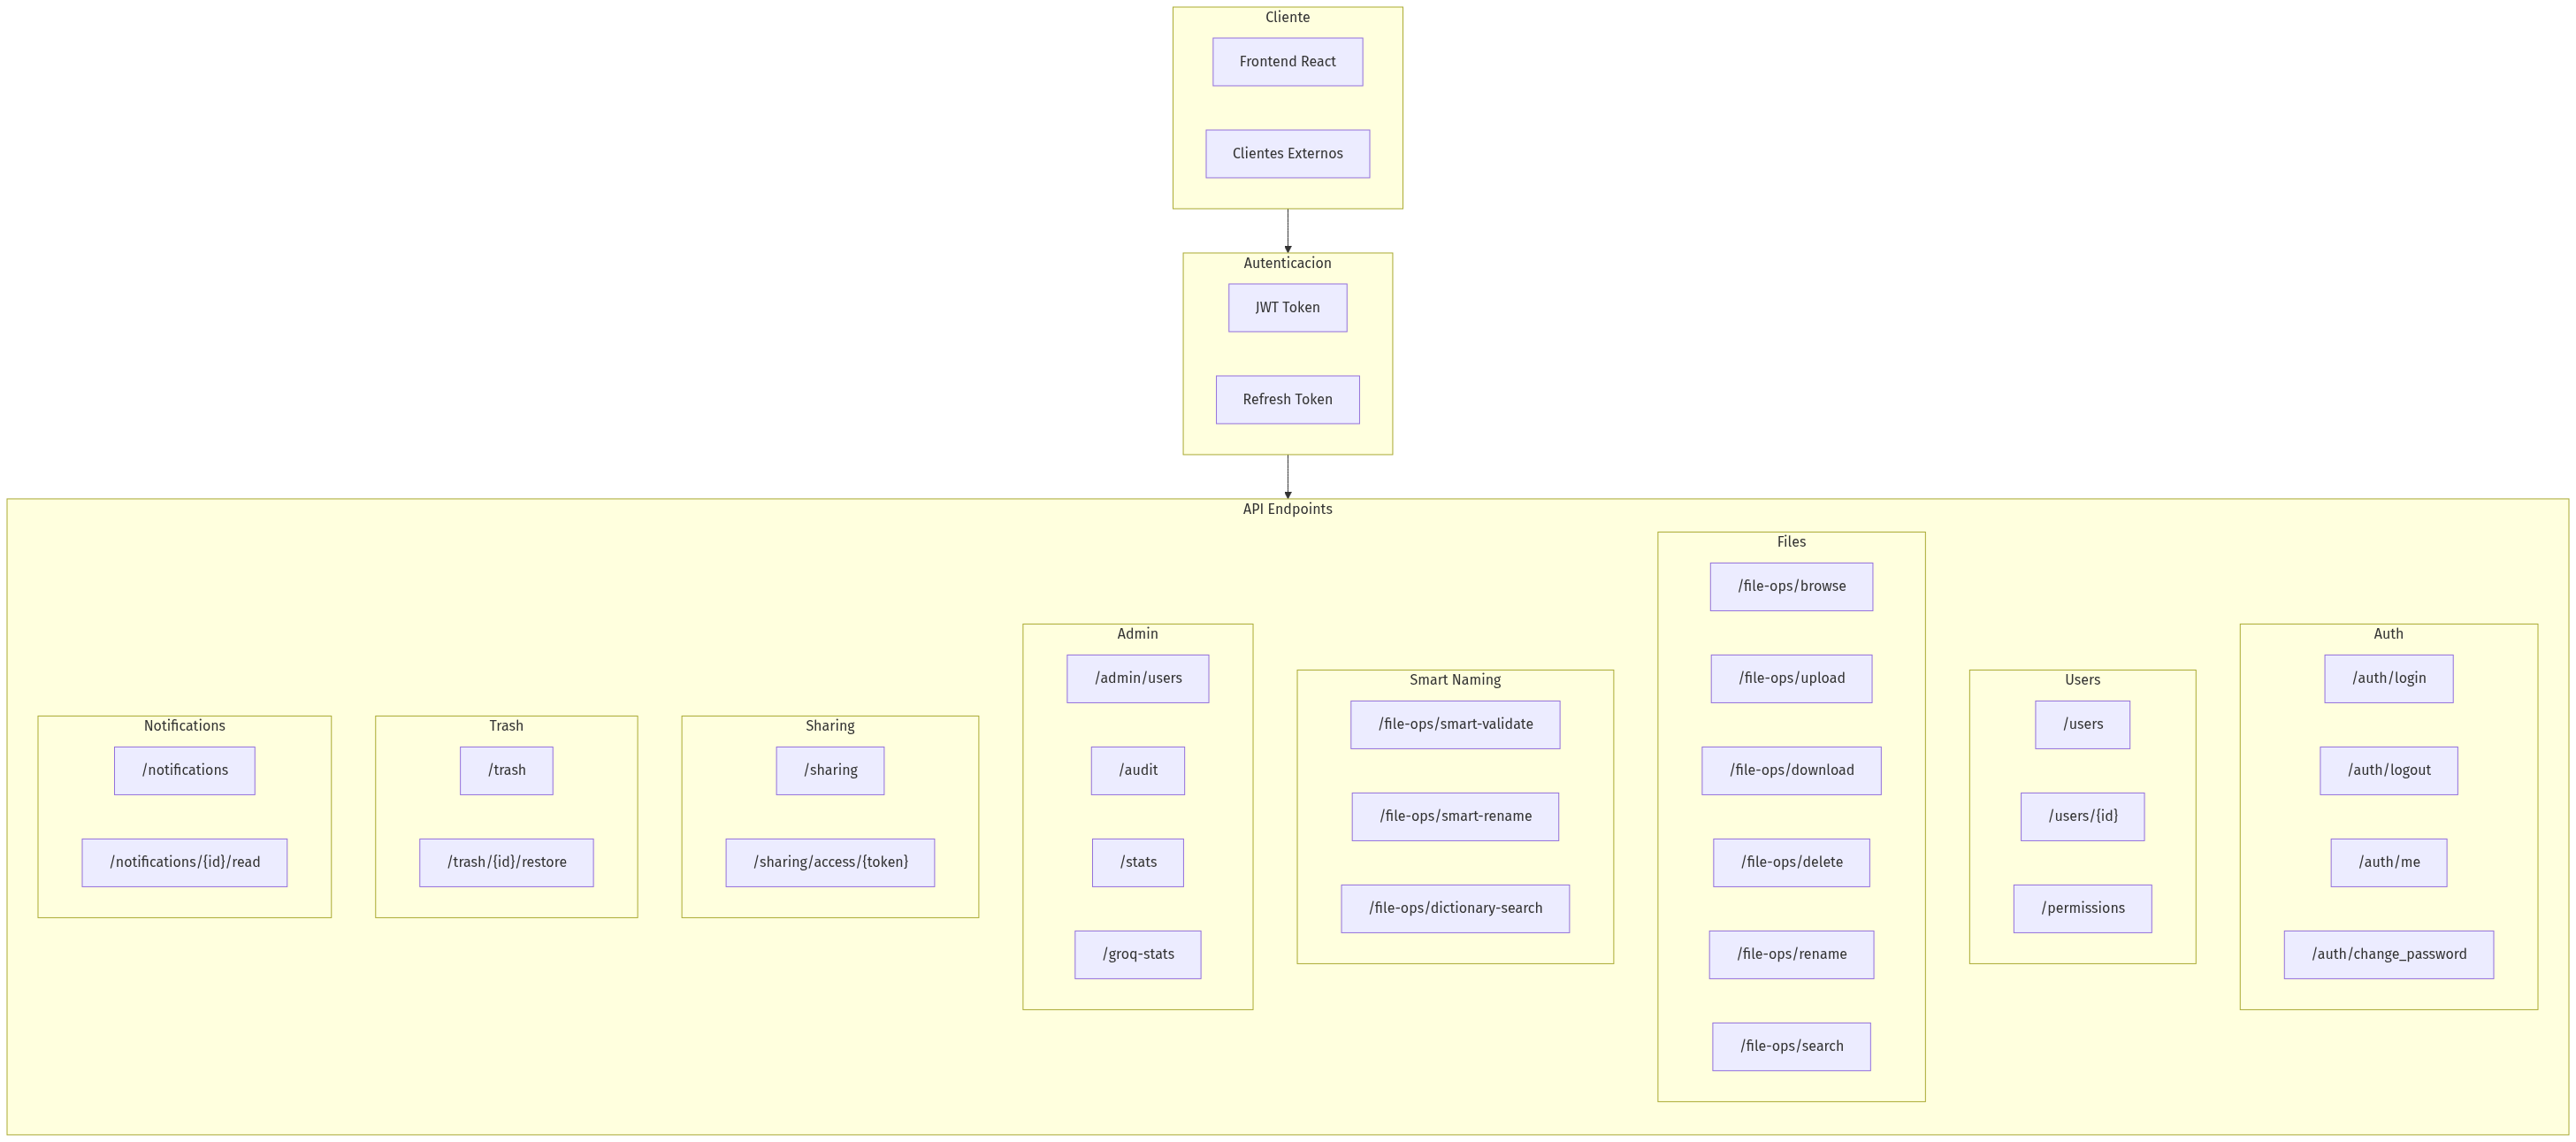 Cliente
Frontend React
Clientes Externos
Autenticacion
JWT Token
Refresh Token
API Endpoints
Notifications
/notifications
/notifications/{id}/read
Trash
/trash
/trash/{id}/restore
Sharing
/sharing
/sharing/access/{token}
Admin
/admin/users
/audit
/stats
/groq-stats
Smart Naming
/file-ops/smart-validate
/file-ops/smart-rename
/file-ops/dictionary-search
Files
/file-ops/browse
/file-ops/upload
/file-ops/download
/file-ops/delete
/file-ops/rename
/file-ops/search
Users
/users
/users/{id}
/permissions
Auth
/auth/login
/auth/logout
/auth/me
/auth/change_password